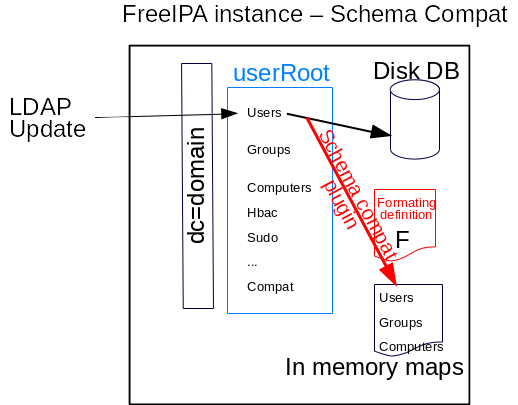 FreeIPA instance – Schema Compat
userRoot
Disk DB
LDAP
Update
dc=domain
Users
Groups
Computers
Hbac
Sudo
...
Compat
Schema compat
plugin
Formating
definition
F
Users
Groups
Computers
In memory maps